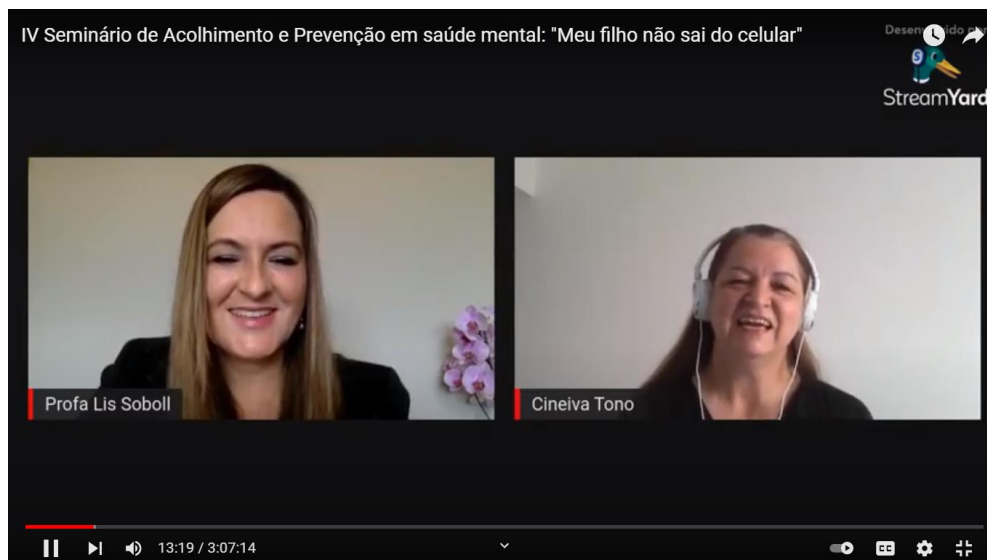 IV Seminário de Acolhimento e Prevenção em saúde mental: "Meu filho não sai do celular"
StreamYard
Profa Lis Soboll
Cineiva Tono
13:19 / 3:07:14
CC